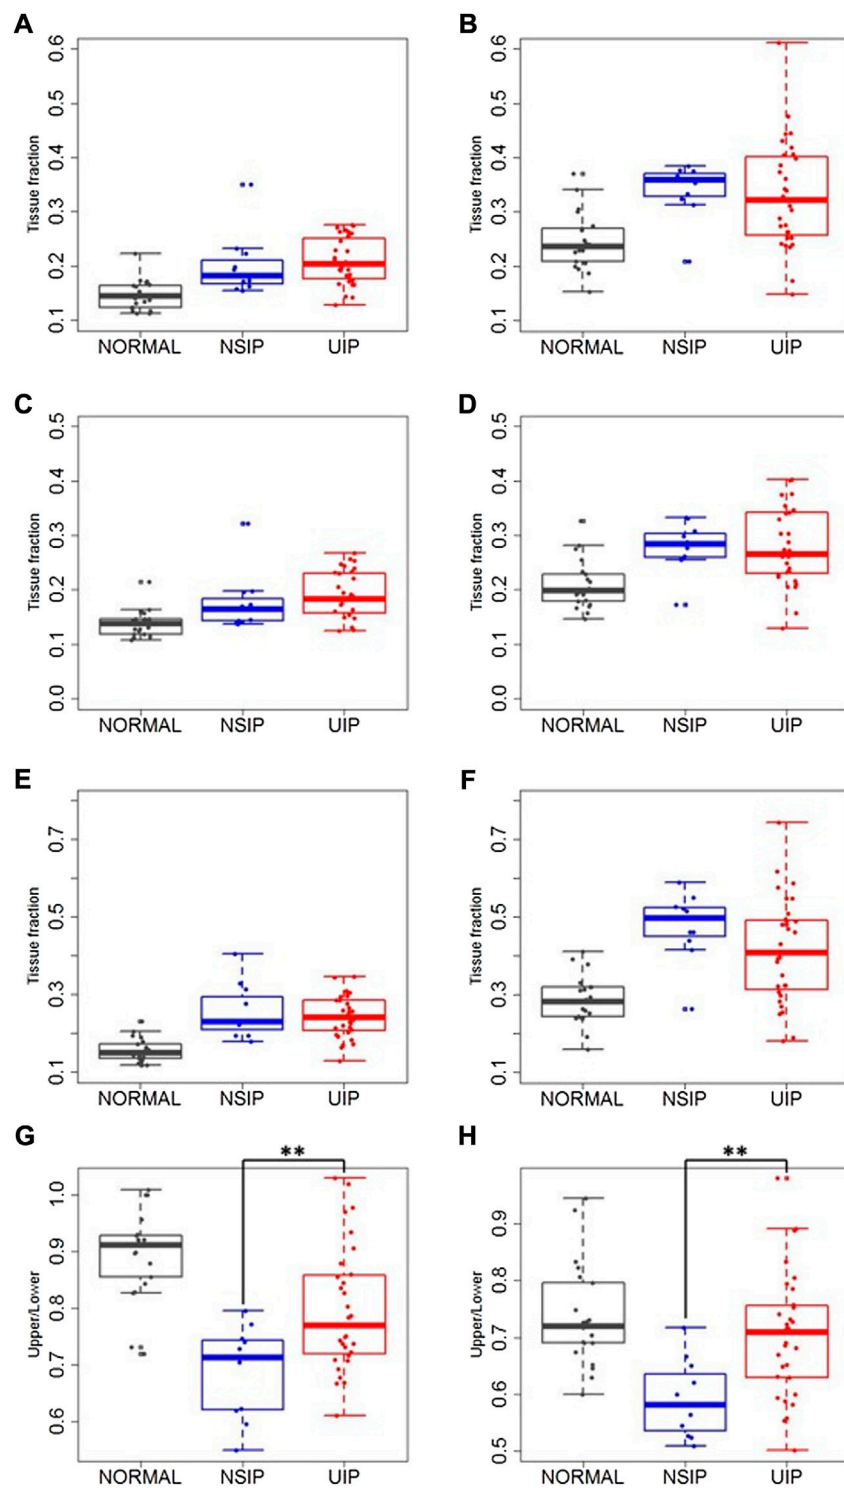 A
B
Tissue fraction
0.1 0.2 0.3 0.4 0.5 0.6
NORMAL NSIP UIP
Tissue fraction
0.1 0.2 0.3 0.4 0.5 0.6
NORMAL NSIP UIP
C
D
Tissue fraction
0.0 0.1 0.2 0.3 0.4 0.5
NORMAL NSIP UIP
Tissue fraction
0.0 0.1 0.2 0.3 0.4 0.5
NORMAL NSIP UIP
E
F
Tissue fraction
0.1 0.3 0.5 0.7
NORMAL NSIP UIP
Tissue fraction
0.1 0.3 0.5 0.7
NORMAL NSIP UIP
G
H
**
Upper/Lower
0.6 0.7 0.8 0.9 1.0
NORMAL NSIP UIP
**
Upper/Lower
0.5 0.6 0.7 0.8 0.9
NORMAL NSIP UIP